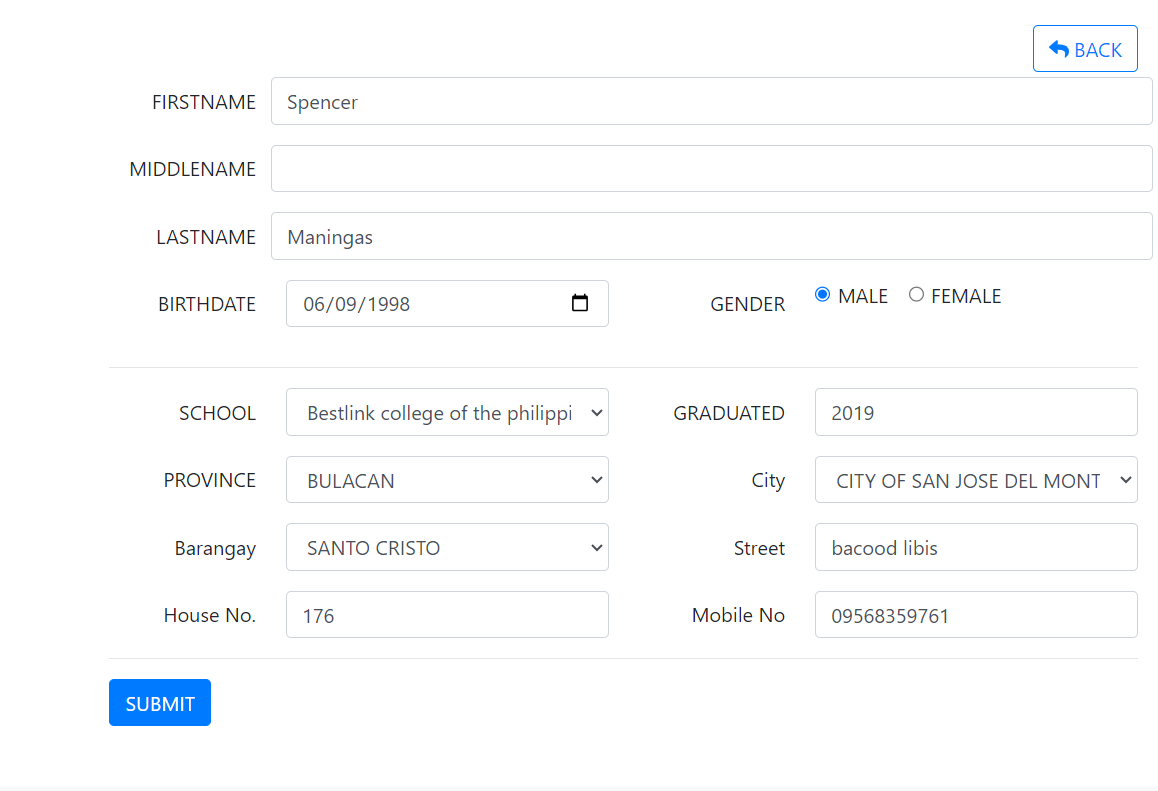 BACK
FIRSTNAME Spencer
MIDDLENAME
LASTNAME Maningas
BIRTHDATE 06/09/1998 GENDER MALE FEMALE
SCHOOL Bestlink college of the philippi GRADUATED 2019
PROVINCE BULACAN City CITY OF SAN JOSE DEL MONT
Barangay SANTO CRISTO Street bacood libis
House No. 176 Mobile No 09568359761
SUBMIT